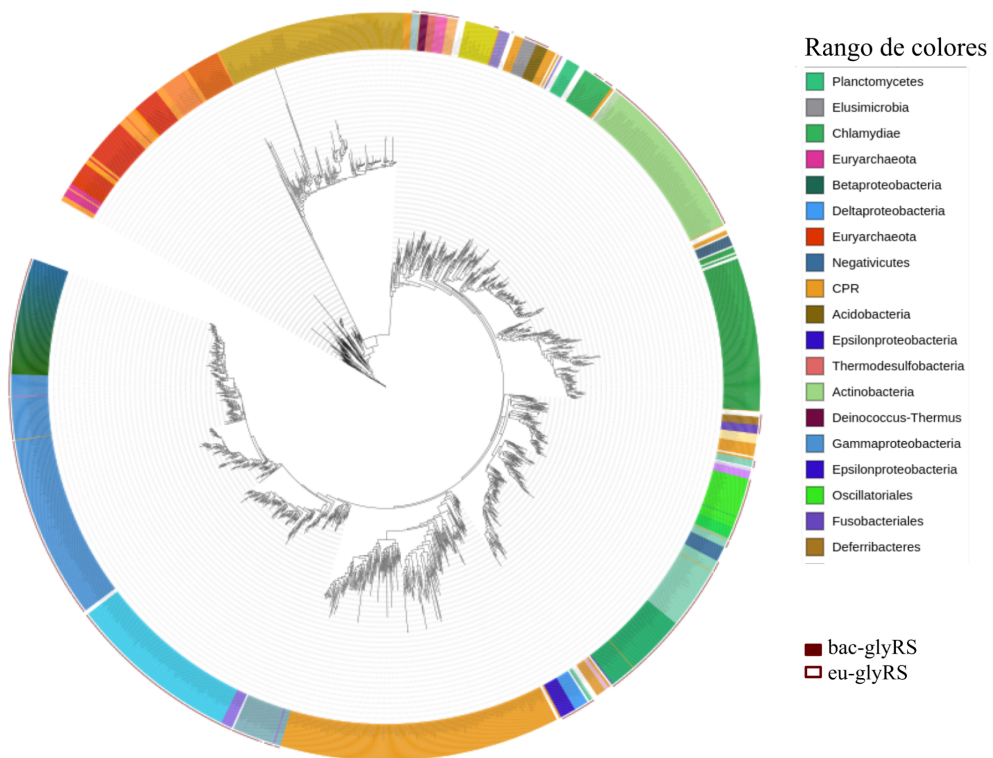 Rango de colores
Planctomycetes
Elusimicrobia
Chlamydiae
Euryarchaeota
Betaproteobacteria
Deltaproteobacteria
Euryarchaeota
Negativicutes
CPR
Acidobacteria
Epsilonproteobacteria
Thermodesulfobacteria
Actinobacteria
Deinococcus-Thermus
Gammaproteobacteria
Epsilonproteobacteria
Oscillatoriales
Fusobacteriales
Deferribacteres
bac-glyRS
eu-glyRS